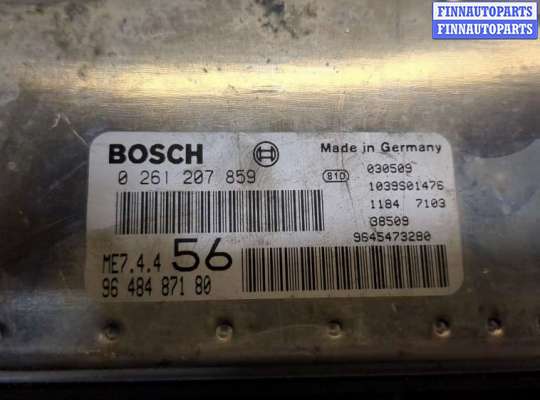 FINNAUTOPARTS
FINNAUTOPARTS
BOSCH
Made in Germany
0 261 207 859
810
030509
1039S01476
1184 7103
38509
9645473280
ME7.4.4 56
96 484 871 80